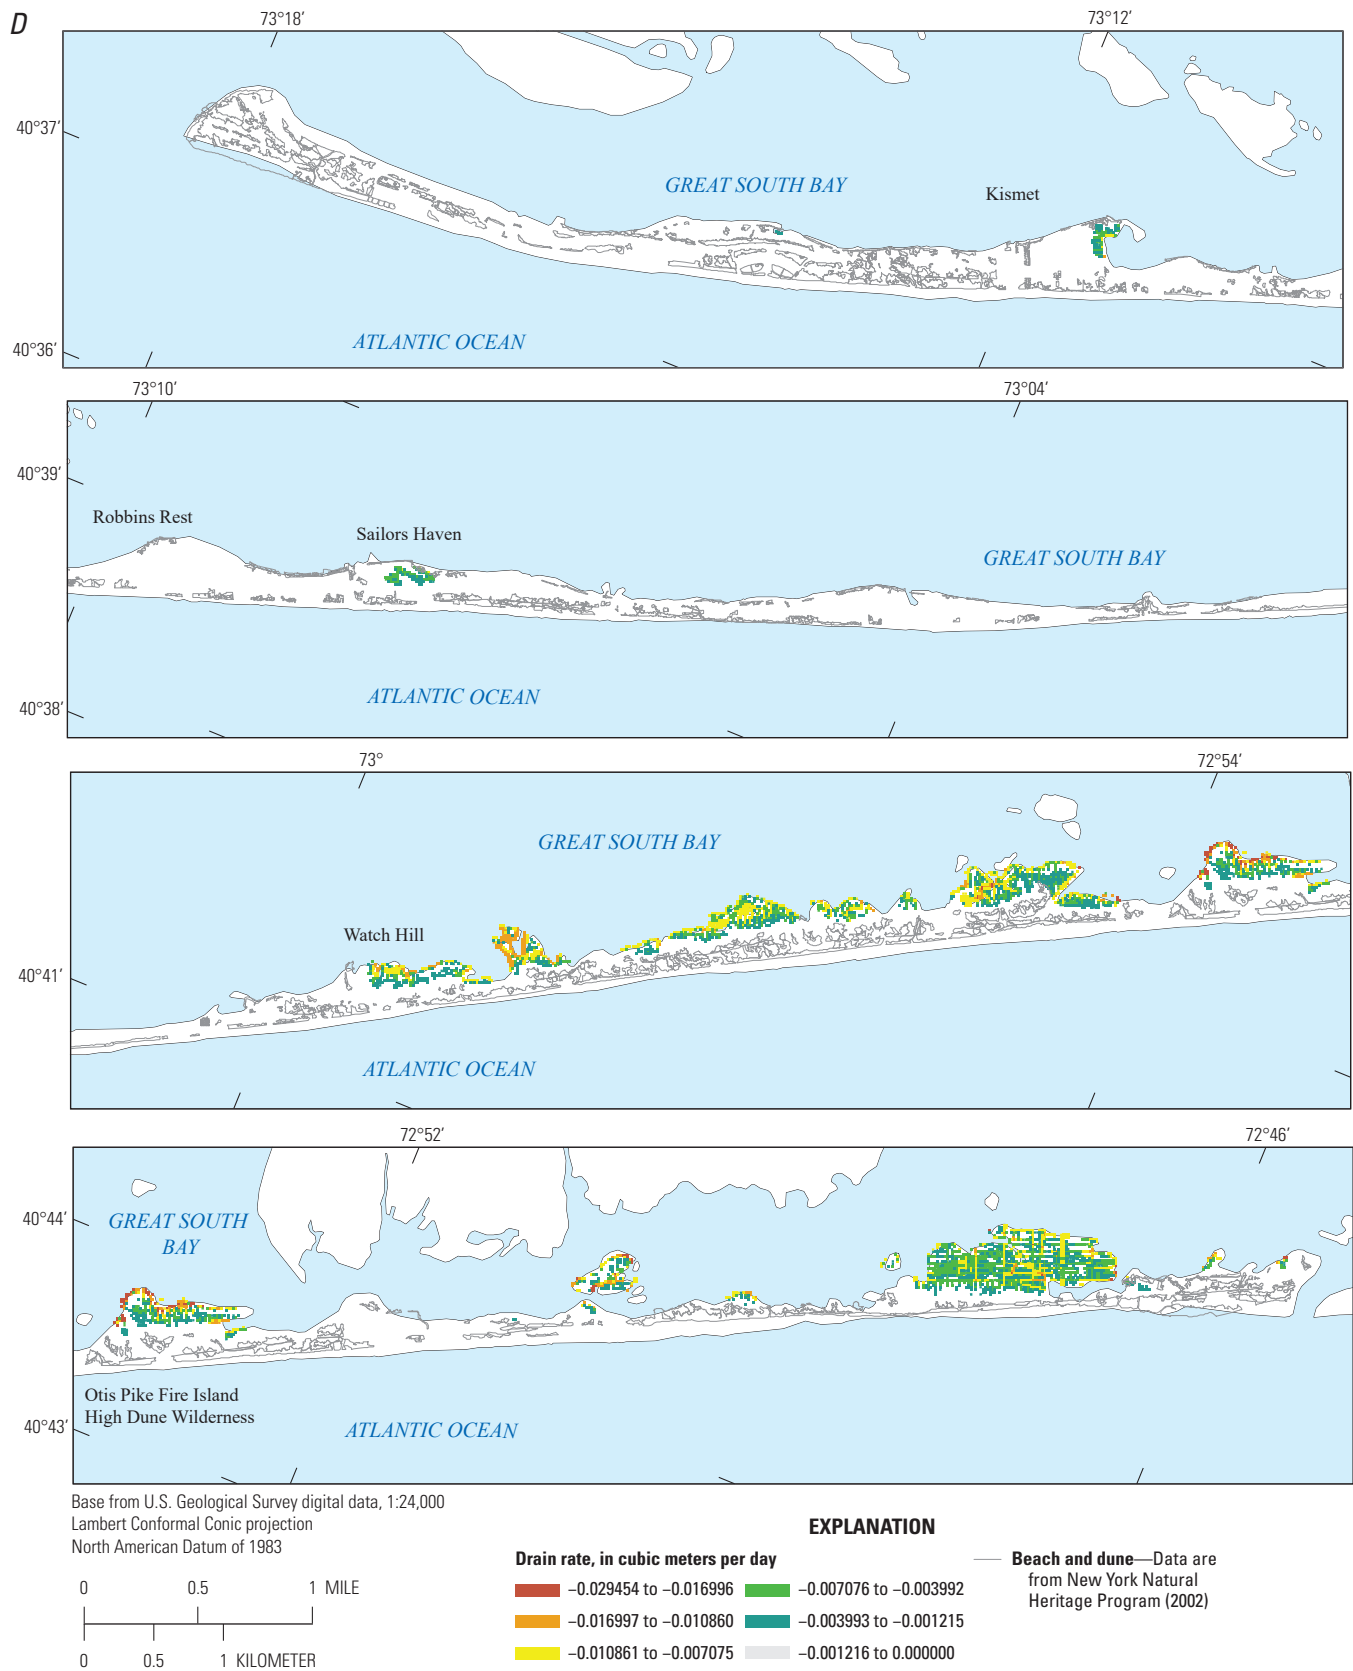 D
73°18′
73°12′
40°37′
GREAT SOUTH BAY
Kismet
40°36′
ATLANTIC OCEAN
73°10′
73°04′
40°39′
Robbins Rest
Sailors Haven
GREAT SOUTH BAY
40°38′
ATLANTIC OCEAN
73°
72°54′
GREAT SOUTH BAY
Watch Hill
40°41′
ATLANTIC OCEAN
72°52′
72°46′
40°44′
GREAT SOUTH
BAY
Otis Pike Fire Island
High Dune Wilderness
40°43′
ATLANTIC OCEAN
Base from U.S. Geological Survey digital data, 1:24,000
Lambert Conformal Conic projection
North American Datum of 1983
0 0.5 1 MILE
0 0.5 1 KILOMETER
EXPLANATION
Drain rate, in cubic meters per day
−0.029454 to −0.016996
−0.016997 to −0.010860
−0.010861 to −0.007075
−0.007076 to −0.003992
−0.003993 to −0.001215
−0.001216 to 0.000000
Beach and dune—Data are
from New York Natural
Heritage Program (2002)